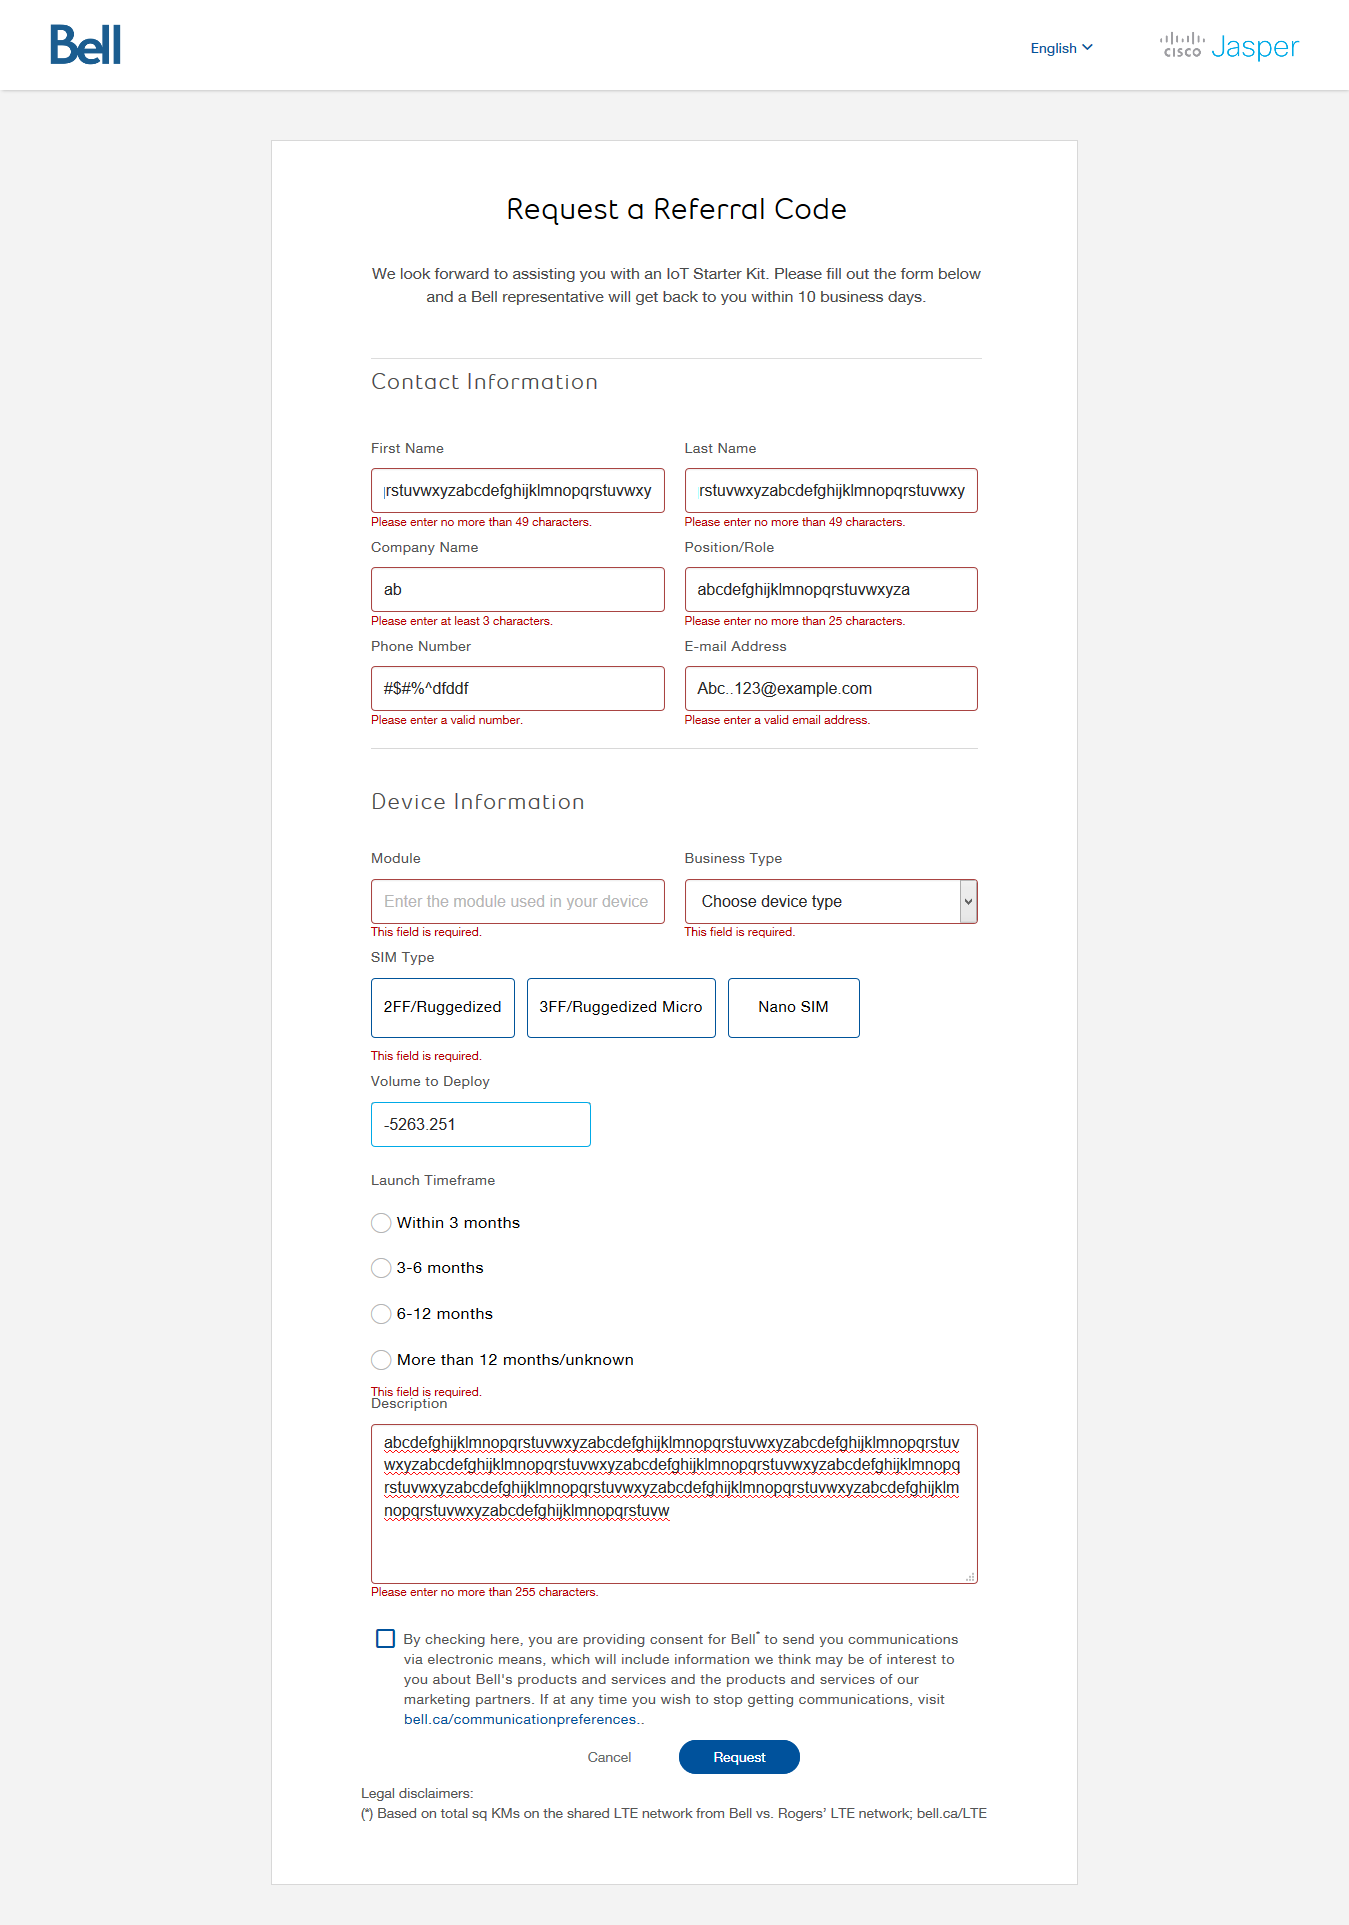 Bell
English
CISCO Jasper
Request a Referral Code
We look forward to assisting you with an IoT Starter Kit. Please fill out the form below
and a Bell representative will get back to you within 10 business days.
Contact Information
First Name Last Name
rstuvwxyzabcdefghijklmnopqrstuvwxy rstuvwxyzabcdefghijklmnopqrstuvwxy
Please enter no more than 49 characters. Please enter no more than 49 characters.
Company Name Position/Role
ab abcdefghijklmnopqrstuvwxyza
Please enter at least 3 characters. Please enter no more than 25 characters.
Phone Number E-mail Address
#$#%^dfddf Abc..123@example.com
Please enter a valid number. Please enter a valid email address.
Device Information
Module Business Type
Enter the module used in your device Choose device type
This field is required. This field is required.
SIM Type
2FF/Ruggedized 3FF/Ruggedized Micro Nano SIM
This field is required.
Volume to Deploy
-5263.251
Launch Timeframe
Within 3 months
3-6 months
6-12 months
More than 12 months/unknown
This field is required.
Description
abcdefghijklmnopqrstuvwxyzabcdefghijklmnopqrstuvwxyzabcdefghijklmnopqrstuv
wxyzabcdefghijklmnopqrstuvwxyzabcdefghijklmnopqrstuvwxyzabcdefghijklmnopq
rstuvwxyzabcdefghijklmnopqrstuvwxyzabcdefghijklmnopqrstuvwxyzabcdefghijklm
nopqrstuvwxyzabcdefghijklmnopqrstuvw
Please enter no more than 255 characters.
By checking here, you are providing consent for Bell* to send you communications
via electronic means, which will include information we think may be of interest to
you about Bell's products and services and the products and services of our
marketing partners. If at any time you wish to stop getting communications, visit
bell.ca/communicationpreferences..
Cancel Request
Legal disclaimers:
(*) Based on total sq KMs on the shared LTE network from Bell vs. Rogers’ LTE network; bell.ca/LTE